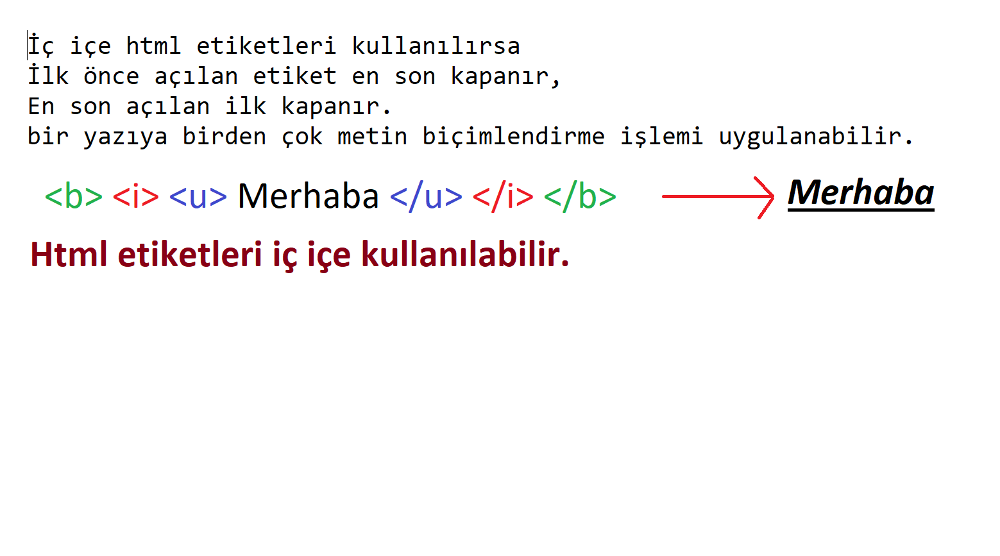 İç içe html etiketleri kullanılırsa
İlk önce açılan etiket en son kapanır,
En son açılan ilk kapanır.
bir yazıya birden çok metin biçimlendirme işlemi uygulanabilir.
<b> <i> <u> Merhaba </u> </i> </b> Merhaba
Html etiketleri iç içe kullanılabilir.